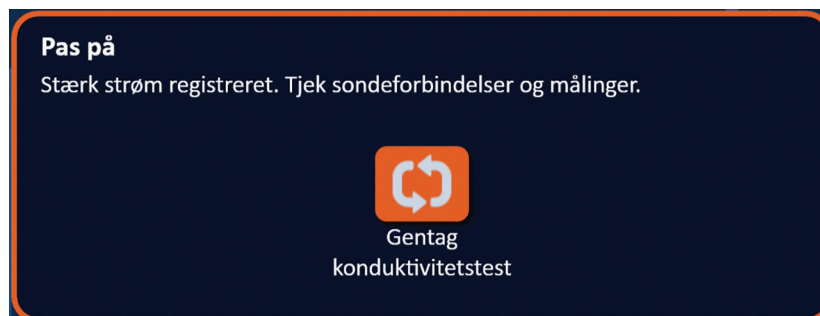 Pas på
Stærk strøm registreret. Tjek sondeforbindelser og målinger.
Gentag
konduktivitetstest